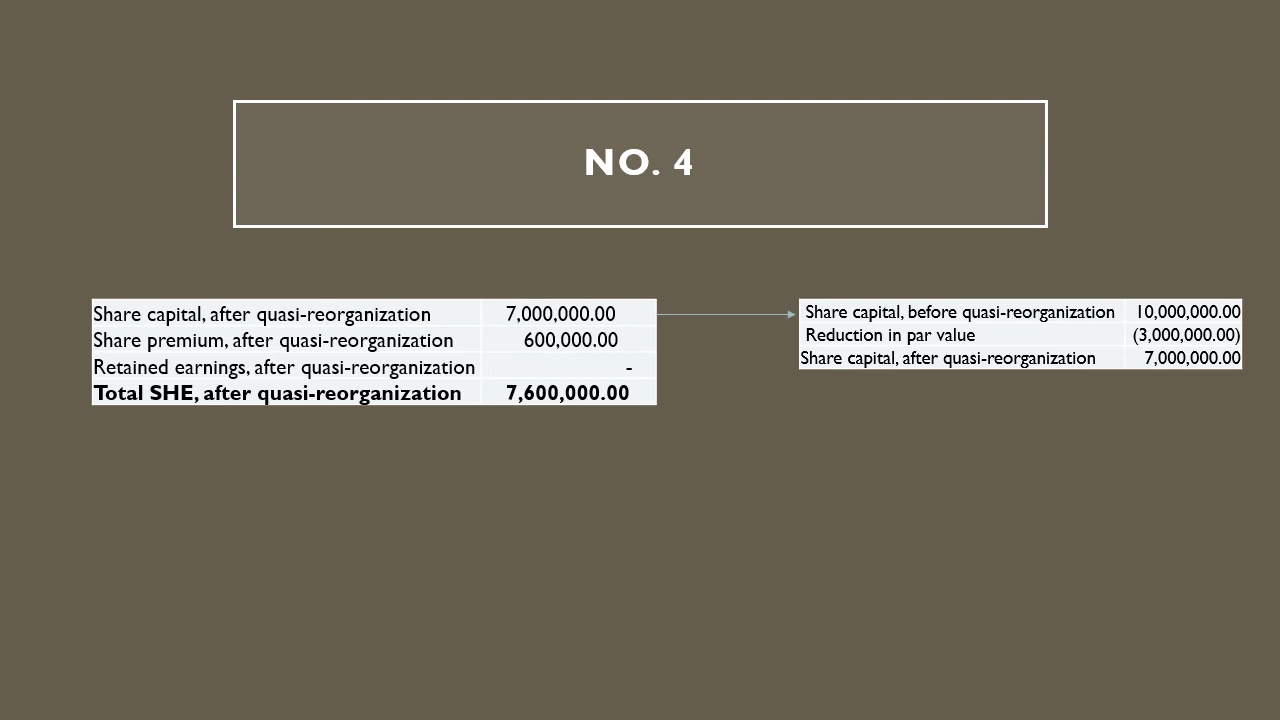 NO. 4
Share capital, after quasi-reorganization 7,000,000.00
Share premium, after quasi-reorganization 600,000.00
Retained earnings, after quasi-reorganization -
Total SHE, after quasi-reorganization 7,600,000.00
Share capital, before quasi-reorganization 10,000,000.00
Reduction in par value (3,000,000.00)
Share capital, after quasi-reorganization 7,000,000.00